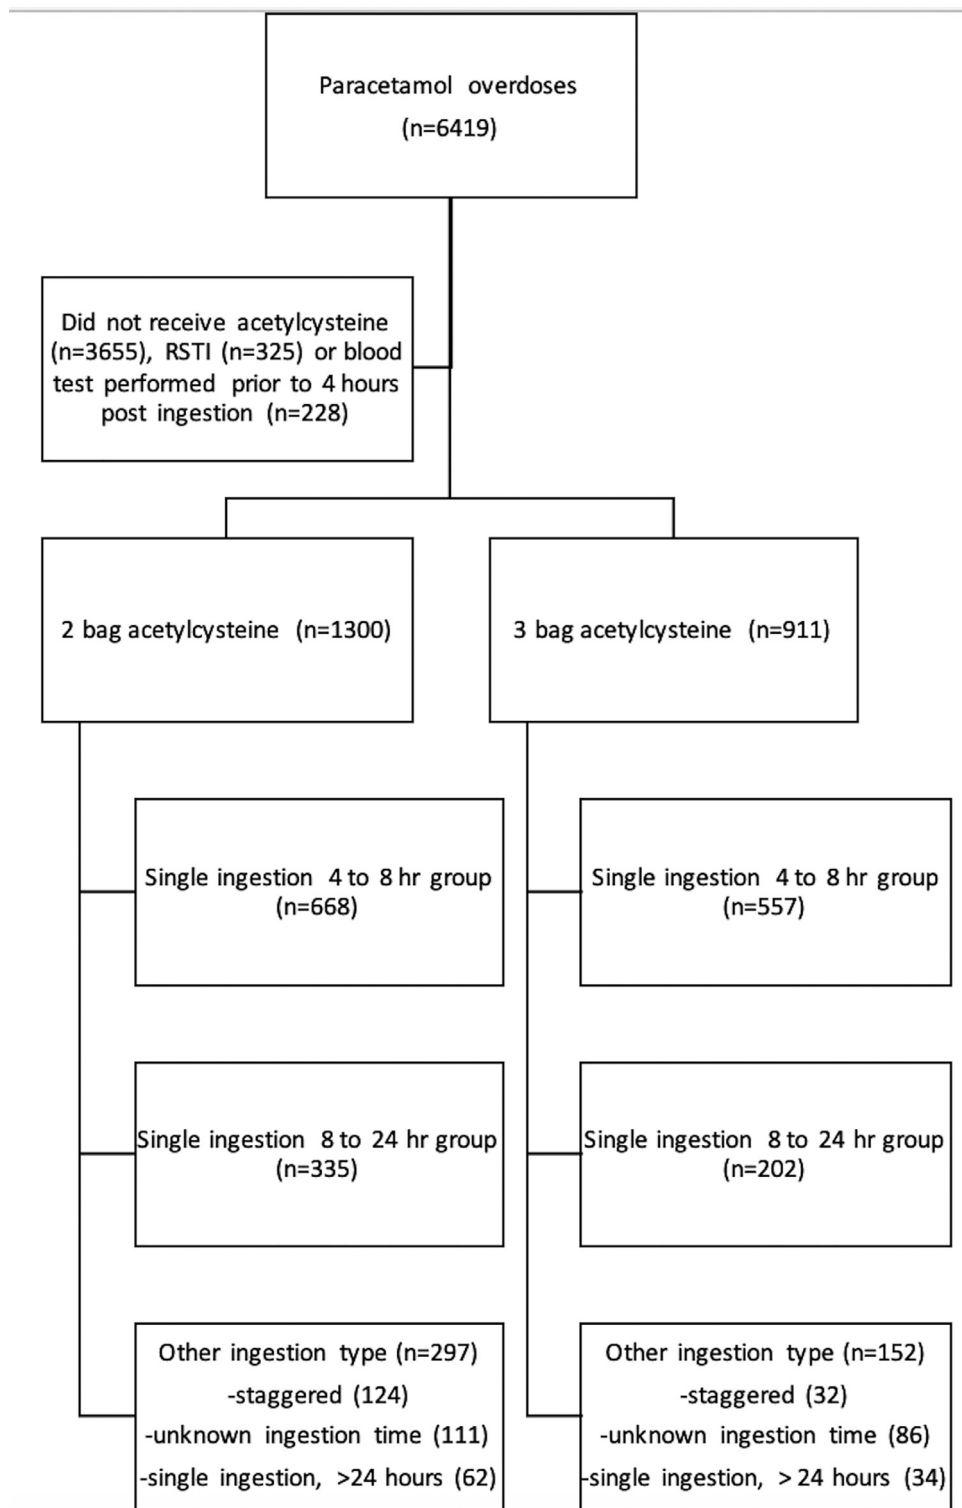 Paracetamol overdoses
(n=6419)
Did not receive acetylcysteine
(n=3655), RSTI (n=325) or blood
test performed prior to 4 hours
post ingestion (n=228)
2 bag acetylcysteine (n=1300)
3 bag acetylcysteine (n=911)
Single ingestion 4 to 8 hr group
(n=668)
Single ingestion 4 to 8 hr group
(n=557)
Single ingestion 8 to 24 hr group
(n=335)
Single ingestion 8 to 24 hr group
(n=202)
Other ingestion type (n=297)
-staggered (124)
-unknown ingestion time (111)
-single ingestion, >24 hours (62)
Other ingestion type (n=152)
-staggered (32)
-unknown ingestion time (86)
-single ingestion, > 24 hours (34)